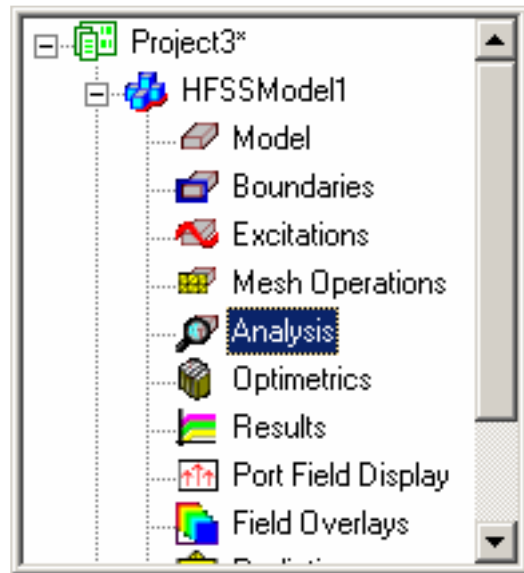 Project3*
HFSSModel1
Model
Boundaries
Excitations
Mesh Operations
Analysis
Optimetrics
Results
Port Field Display
Field Overlays